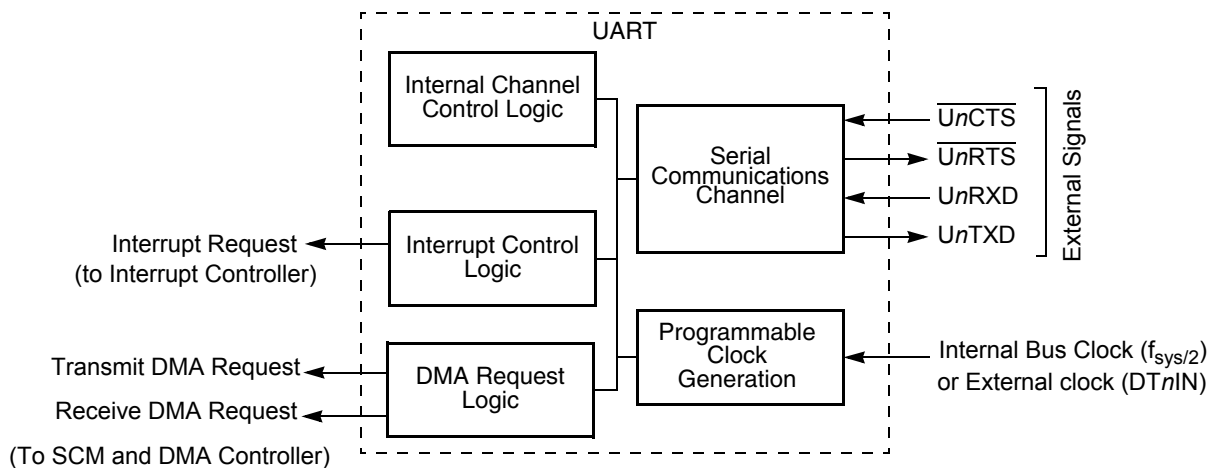 UART
Internal Channel
Control Logic
Serial
Communications
Channel
UnCTS
UnRTS
UnRXD
UnTXD
External Signals
Interrupt Request
(to Interrupt Controller)
Interrupt Control
Logic
Programmable
Clock
Generation
Internal Bus Clock (fsys/2)
or External clock (DTnIN)
Transmit DMA Request
Receive DMA Request
(To SCM and DMA Controller)
DMA Request
Logic